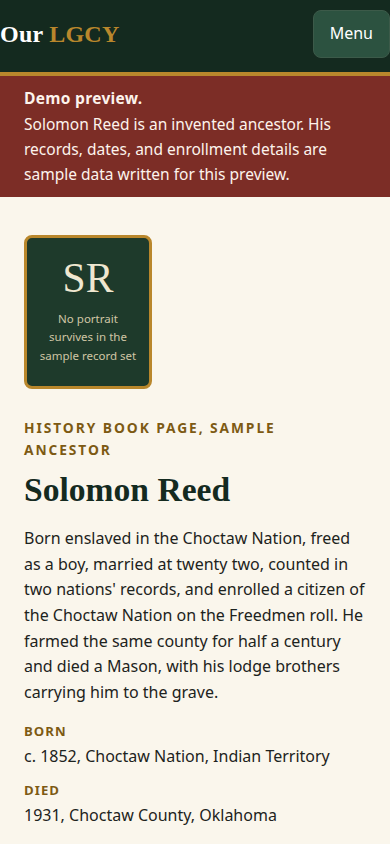 Our LGCY
Menu
Demo preview.
Solomon Reed is an invented ancestor. His
records, dates, and enrollment details are
sample data written for this preview.
SR
No portrait
survives in the
sample record set
HISTORY BOOK PAGE, SAMPLE
ANCESTOR
Solomon Reed
Born enslaved in the Choctaw Nation, freed
as a boy, married at twenty two, counted in
two nations' records, and enrolled a citizen of
the Choctaw Nation on the Freedmen roll. He
farmed the same county for half a century
and died a Mason, with his lodge brothers
carrying him to the grave.
BORN
c. 1852, Choctaw Nation, Indian Territory
DIED
1931, Choctaw County, Oklahoma